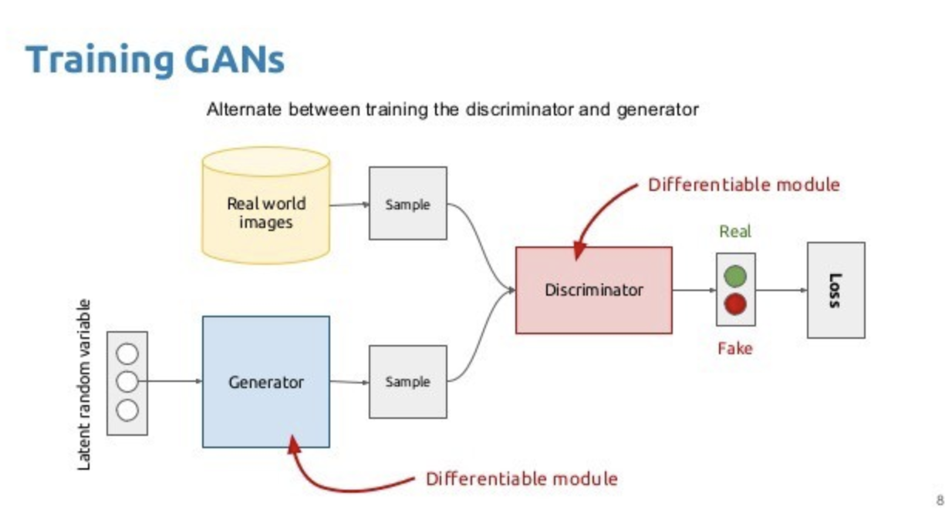 Training GANs
Alternate between training the discriminator and generator
Real world
images
Sample
Differentiable module
Real
Discriminator
Loss
Fake
Latent random variable
Generator
Sample
Differentiable module
8